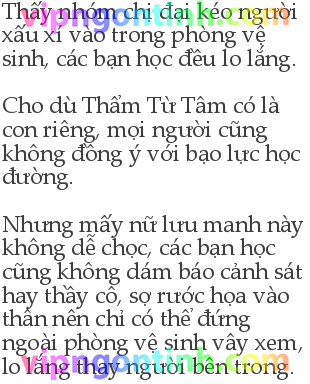 Thấy nhóm chị đại kéo người
xấu xí vào trong phòng vệ
sinh, các bạn học đều lo lắng.
Cho dù Thẩm Từ Tâm có là
con riêng, mọi người cũng
không đồng ý với bạo lực học
đường.
Nhưng mấy nữ lưu manh này
không dễ chọc, các bạn học
cũng không dám báo cảnh sát
hay thầy cô, sợ rước họa vào
thân nên chỉ có thể đứng
ngoài phòng vệ sinh vây xem,
lo lắng thay người bên trong.
vipngontinh.com
vipngontinh.com